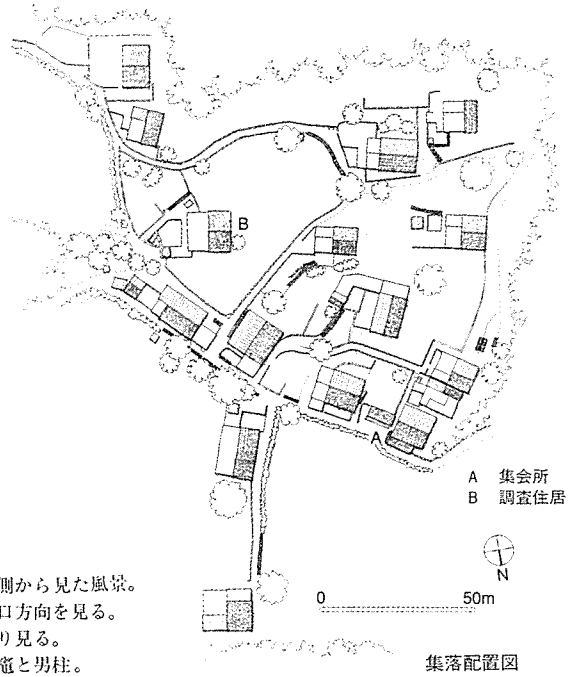 B
A
A 集会所
B 調査住居
N
0 50m
側から見た風景。
口方向を見る。
り見る。
竈と男柱。
集落配置図